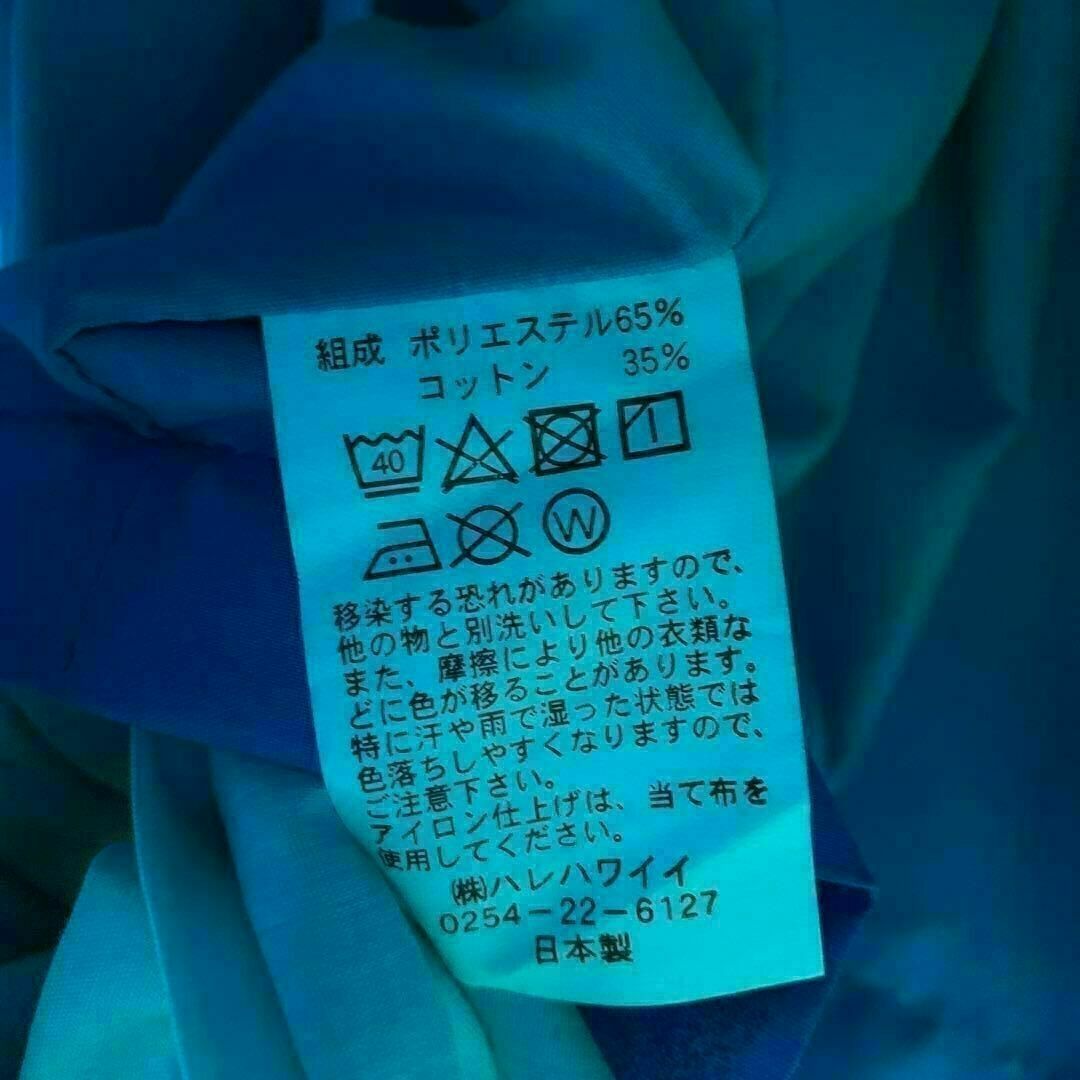 組成 ポリエステル65%
コットン 35%
40
W
移染する恐れがありますので、
他の物と別洗いして下さい。
また、摩擦により他の衣類な
どに色が移ることがあります。
特に汗や雨で湿った状態では
色落ちしやすくなりますので、
ご注意下さい。
アイロン仕上げは、当て布を
使用してください。
㈱ハレハワイイ
0254-22-6127
日本製